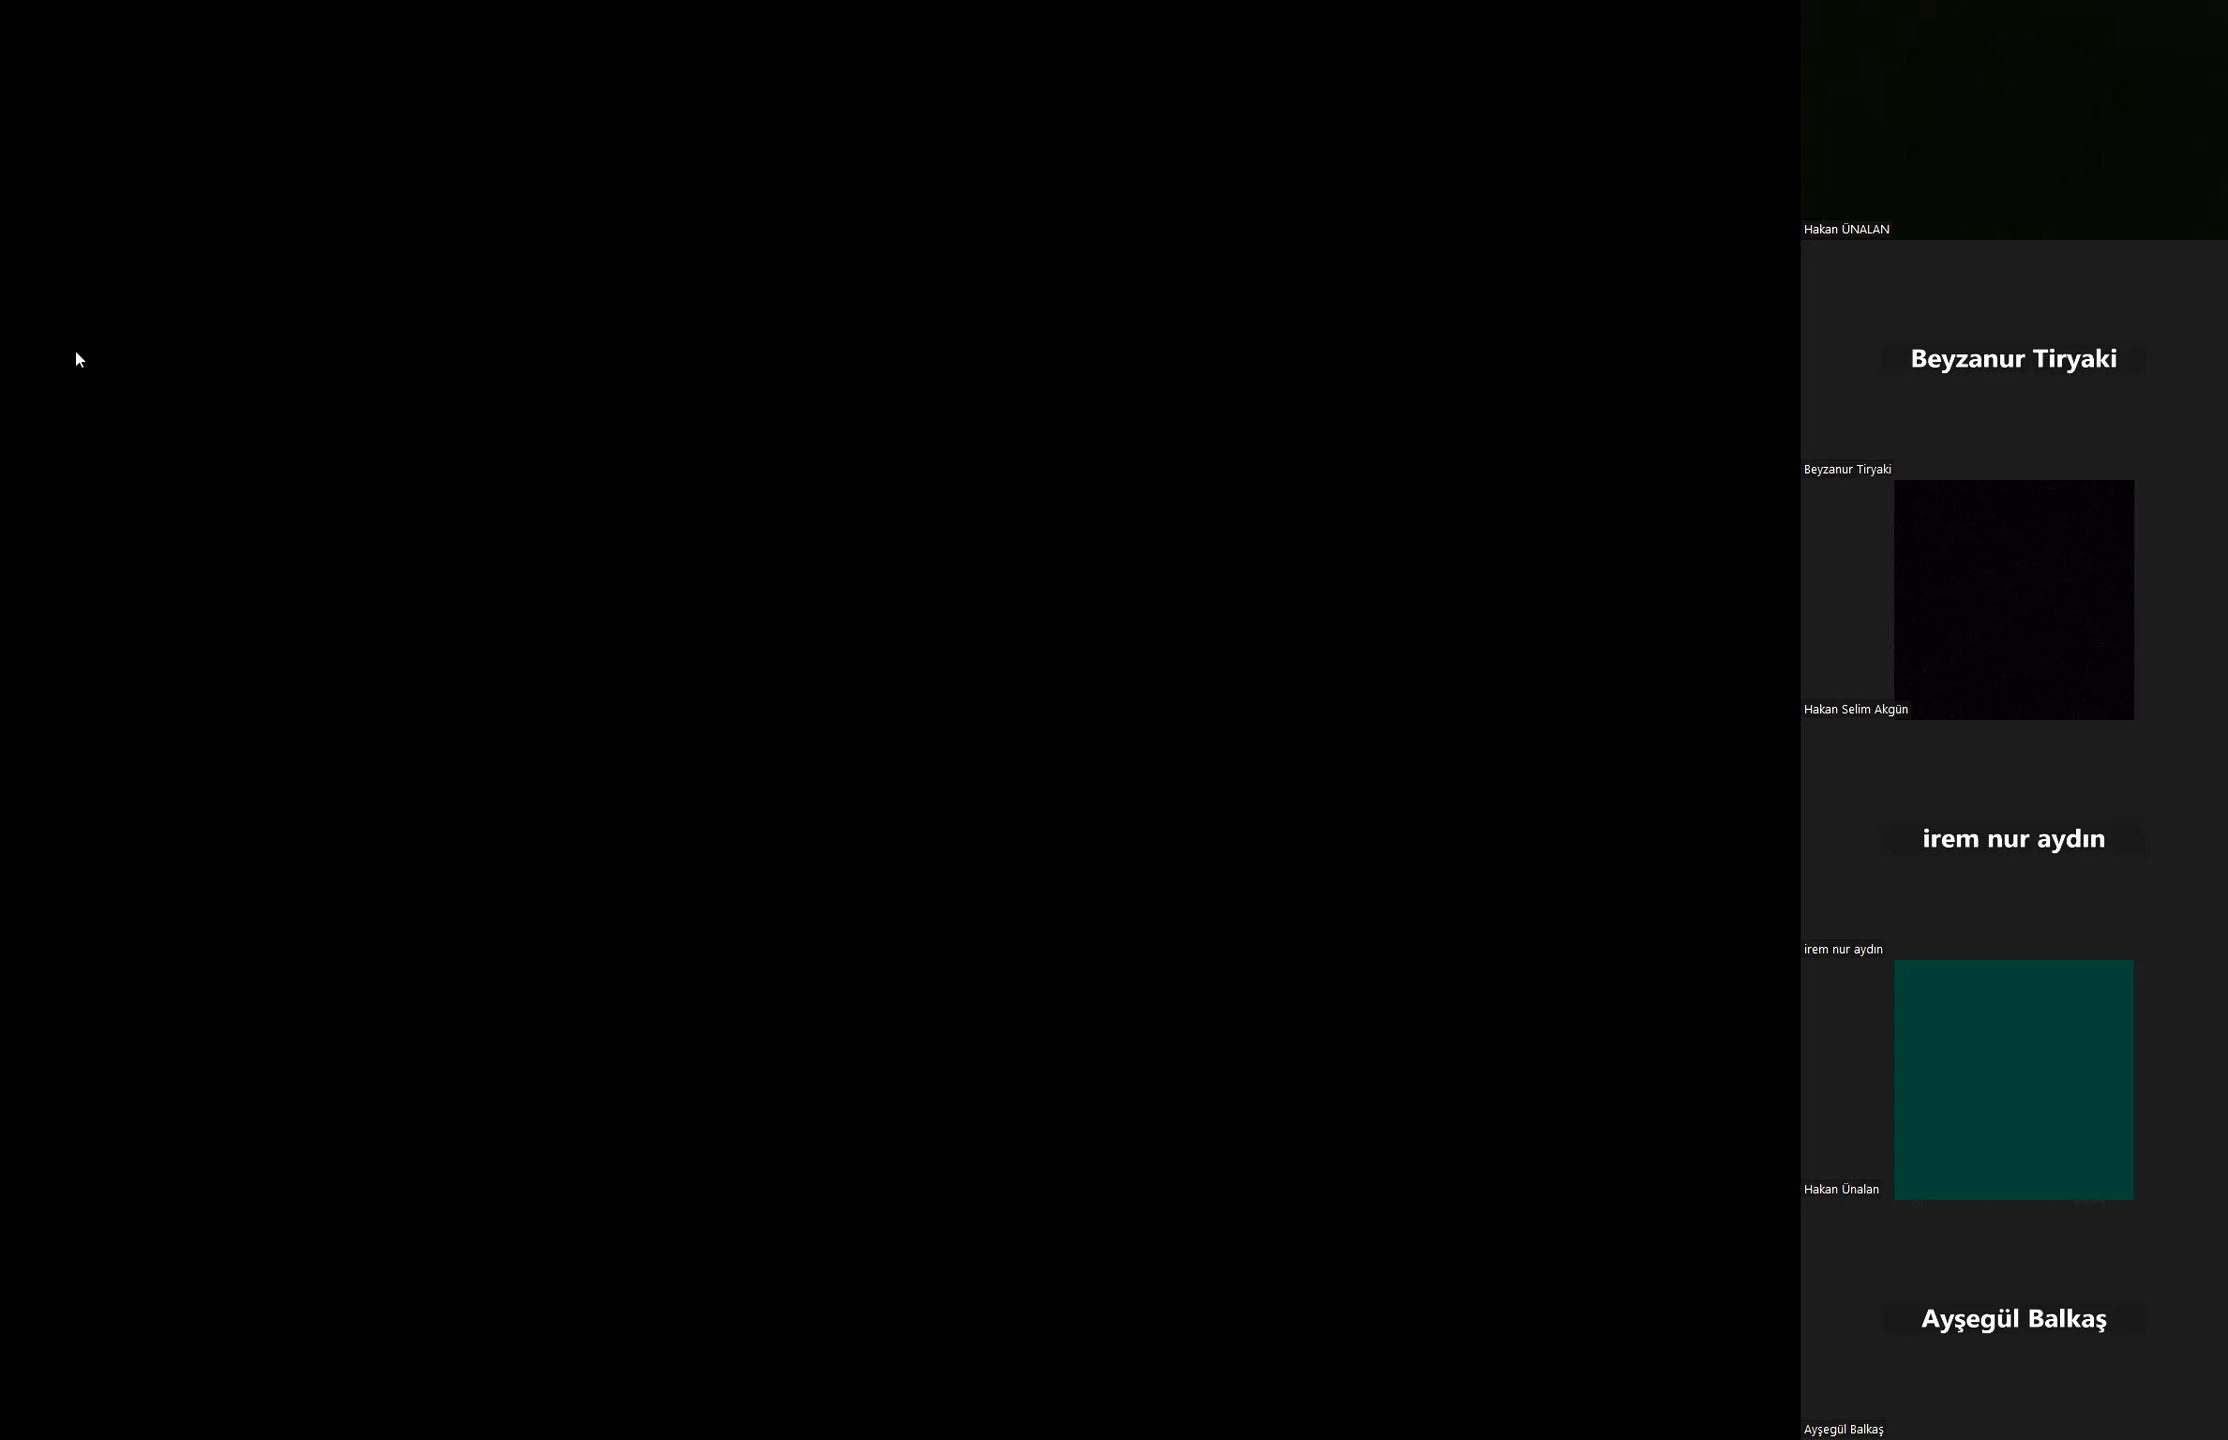 Hakan ÜNALAN
Beyzanur Tiryaki
Beyzanur Tiryaki
Hakan Selim Akgün
irem nur aydın
irem nur aydın
Hakan Ünalan
Ayşegül Balkaş
Ayşegül Balkaş